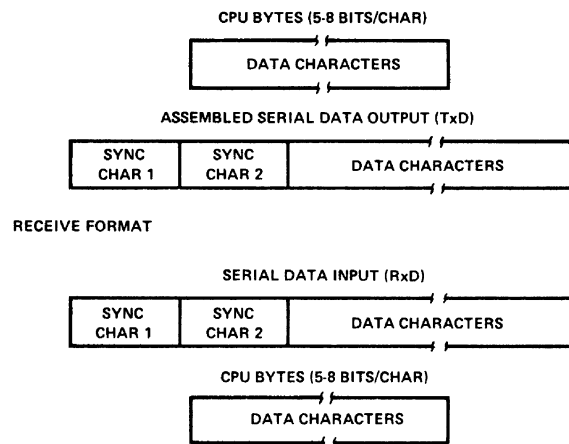 CPU BYTES (5-8 BITS/CHAR)
DATA CHARACTERS
ASSEMBLED SERIAL DATA OUTPUT (TxD)
SYNC CHAR 1
SYNC CHAR 2
DATA CHARACTERS
RECEIVE FORMAT
SERIAL DATA INPUT (RxD)
SYNC CHAR 1
SYNC CHAR 2
DATA CHARACTERS
CPU BYTES (5-8 BITS/CHAR)
DATA CHARACTERS